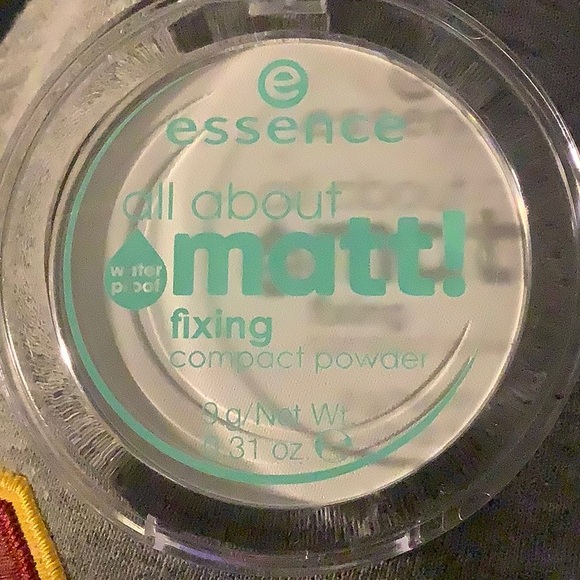 e
essence
all about
matt!
water
proof
fixing
compact powder
9 g/Net Wt.
0.31 oz. ℮